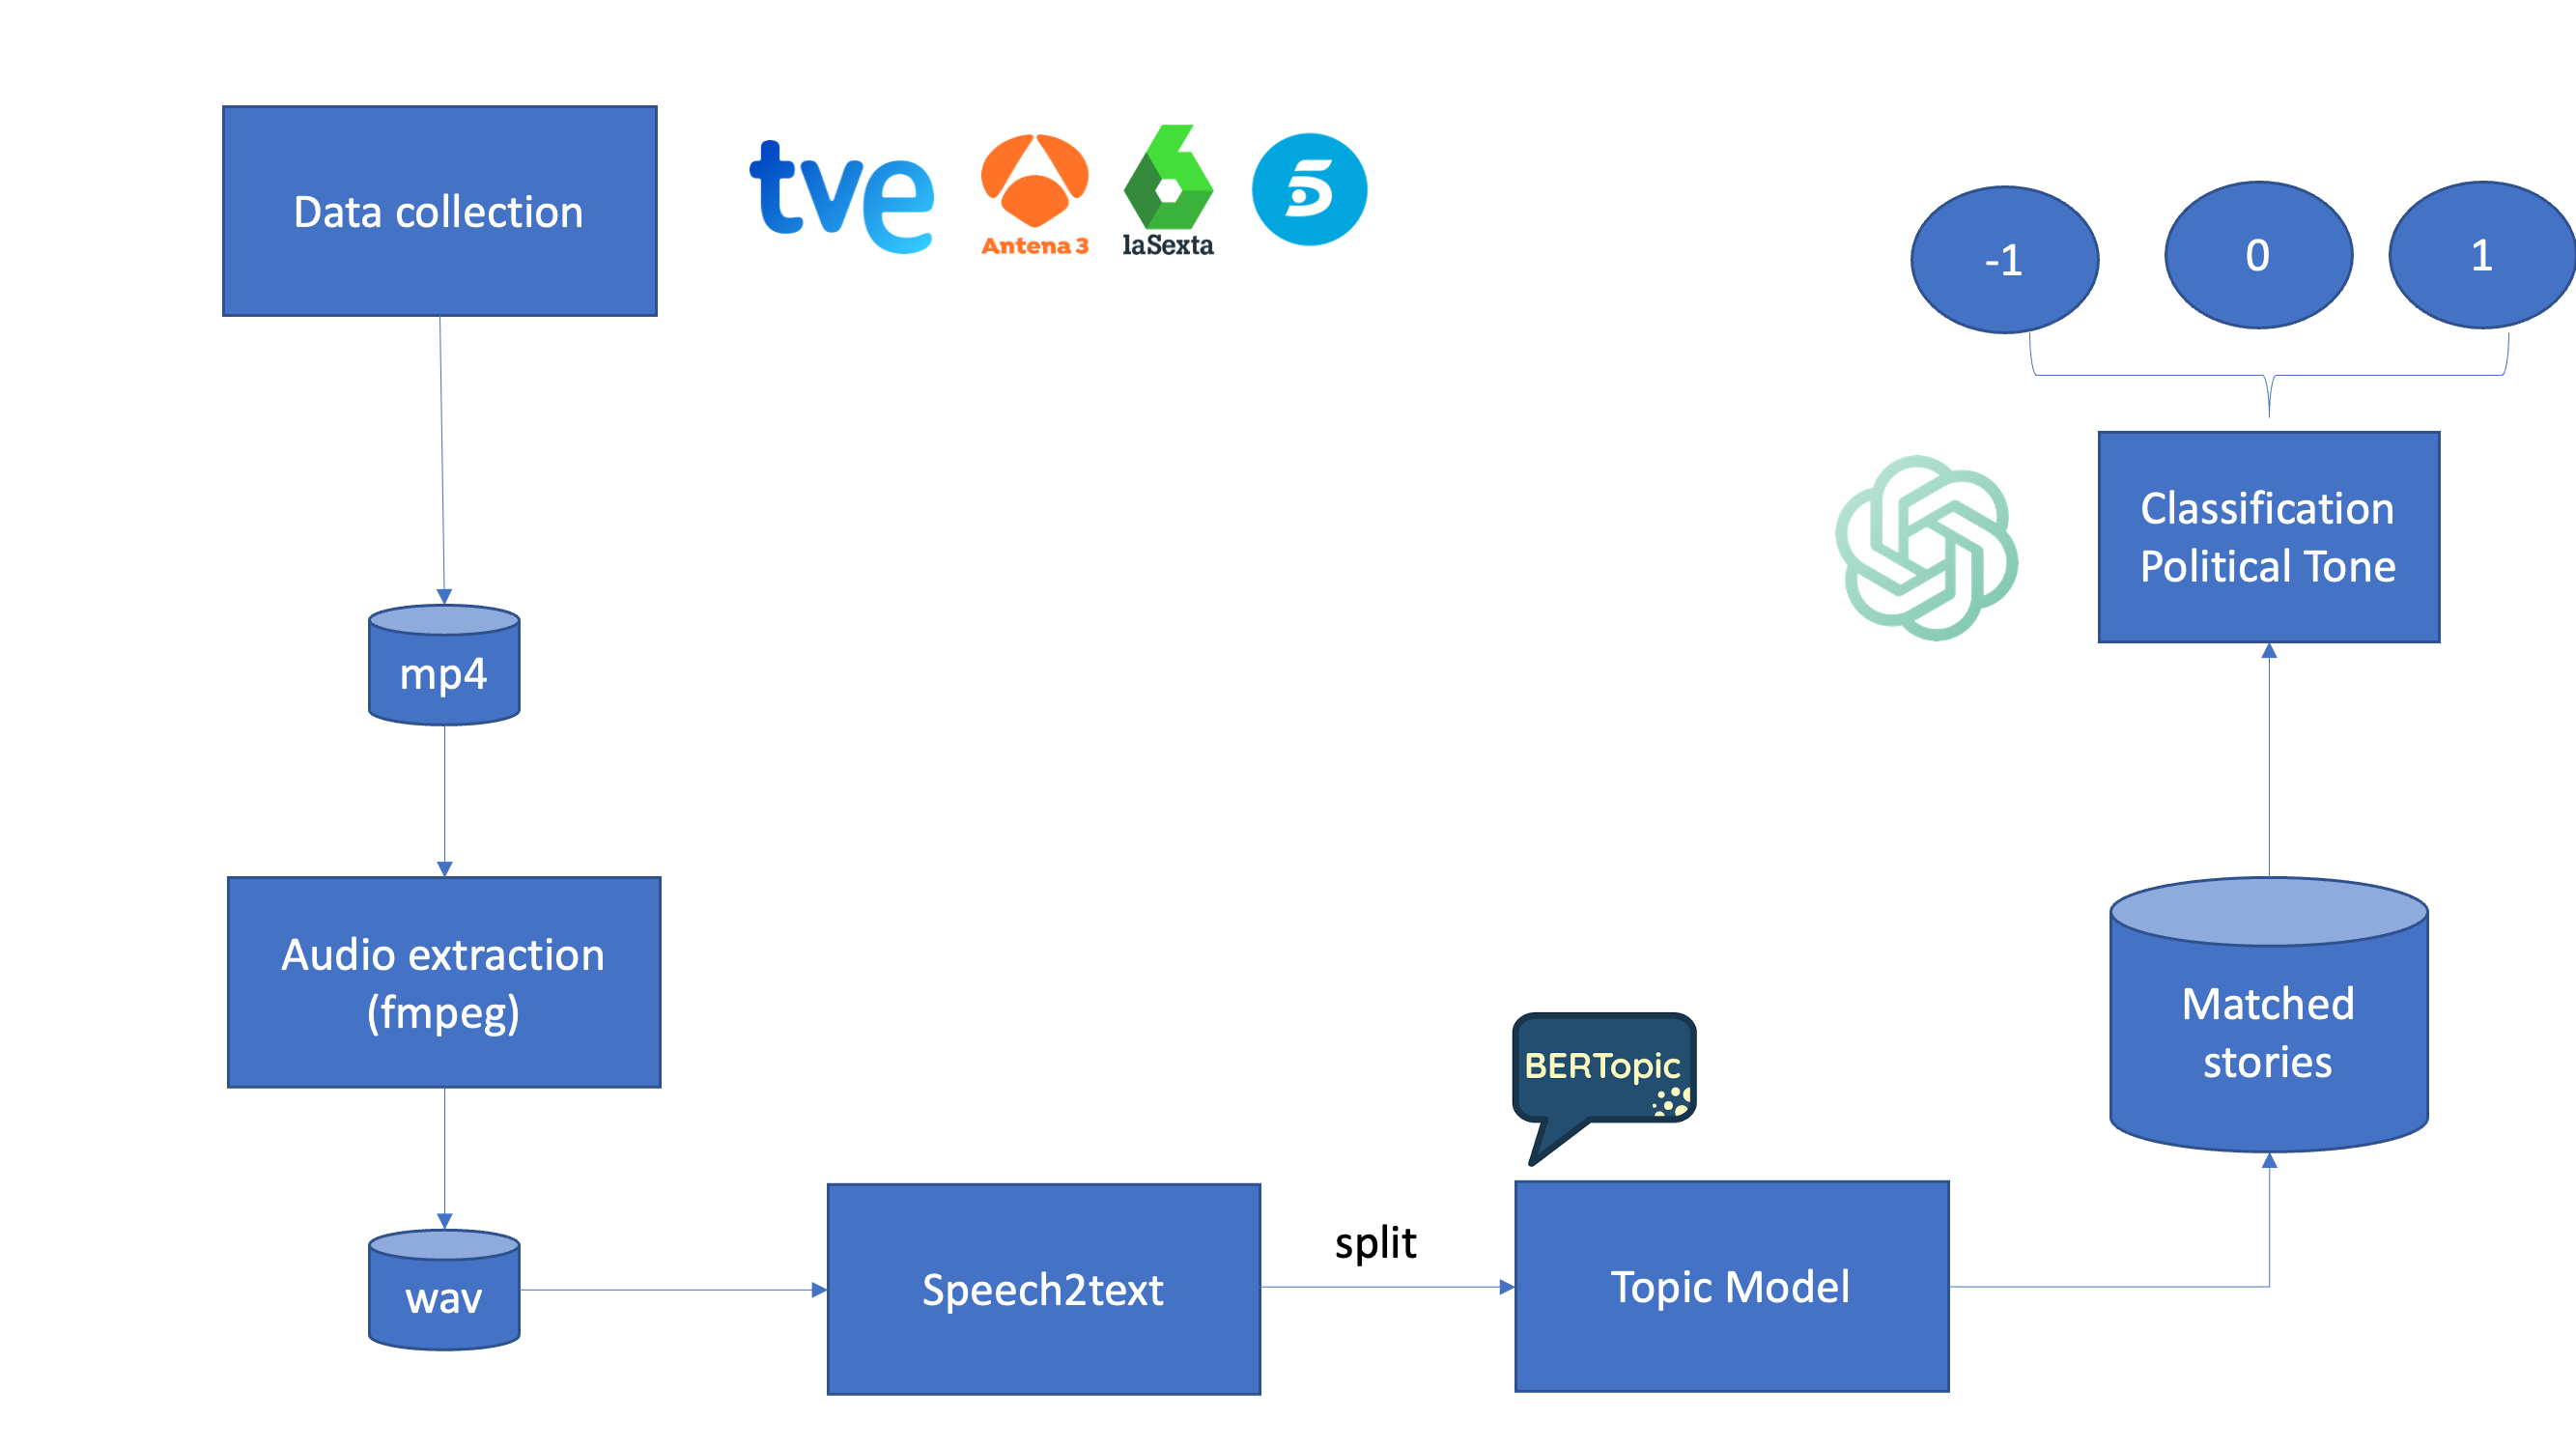 Data collection
tve
Antena 3
laSexta
5
-1
0
1
Classification
Political Tone
mp4
Audio extraction
(fmpeg)
Matched
stories
BERTopic
wav
Speech2text
split
Topic Model